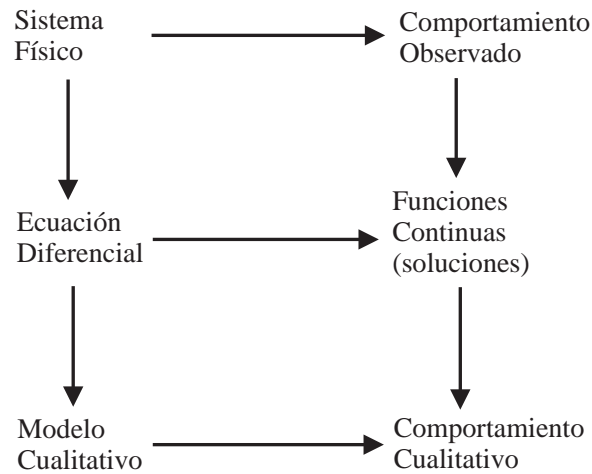 Sistema
Físico
Comportamiento
Observado
Ecuación
Diferencial
Funciones
Continuas
(soluciones)
Modelo
Cualitativo
Comportamiento
Cualitativo